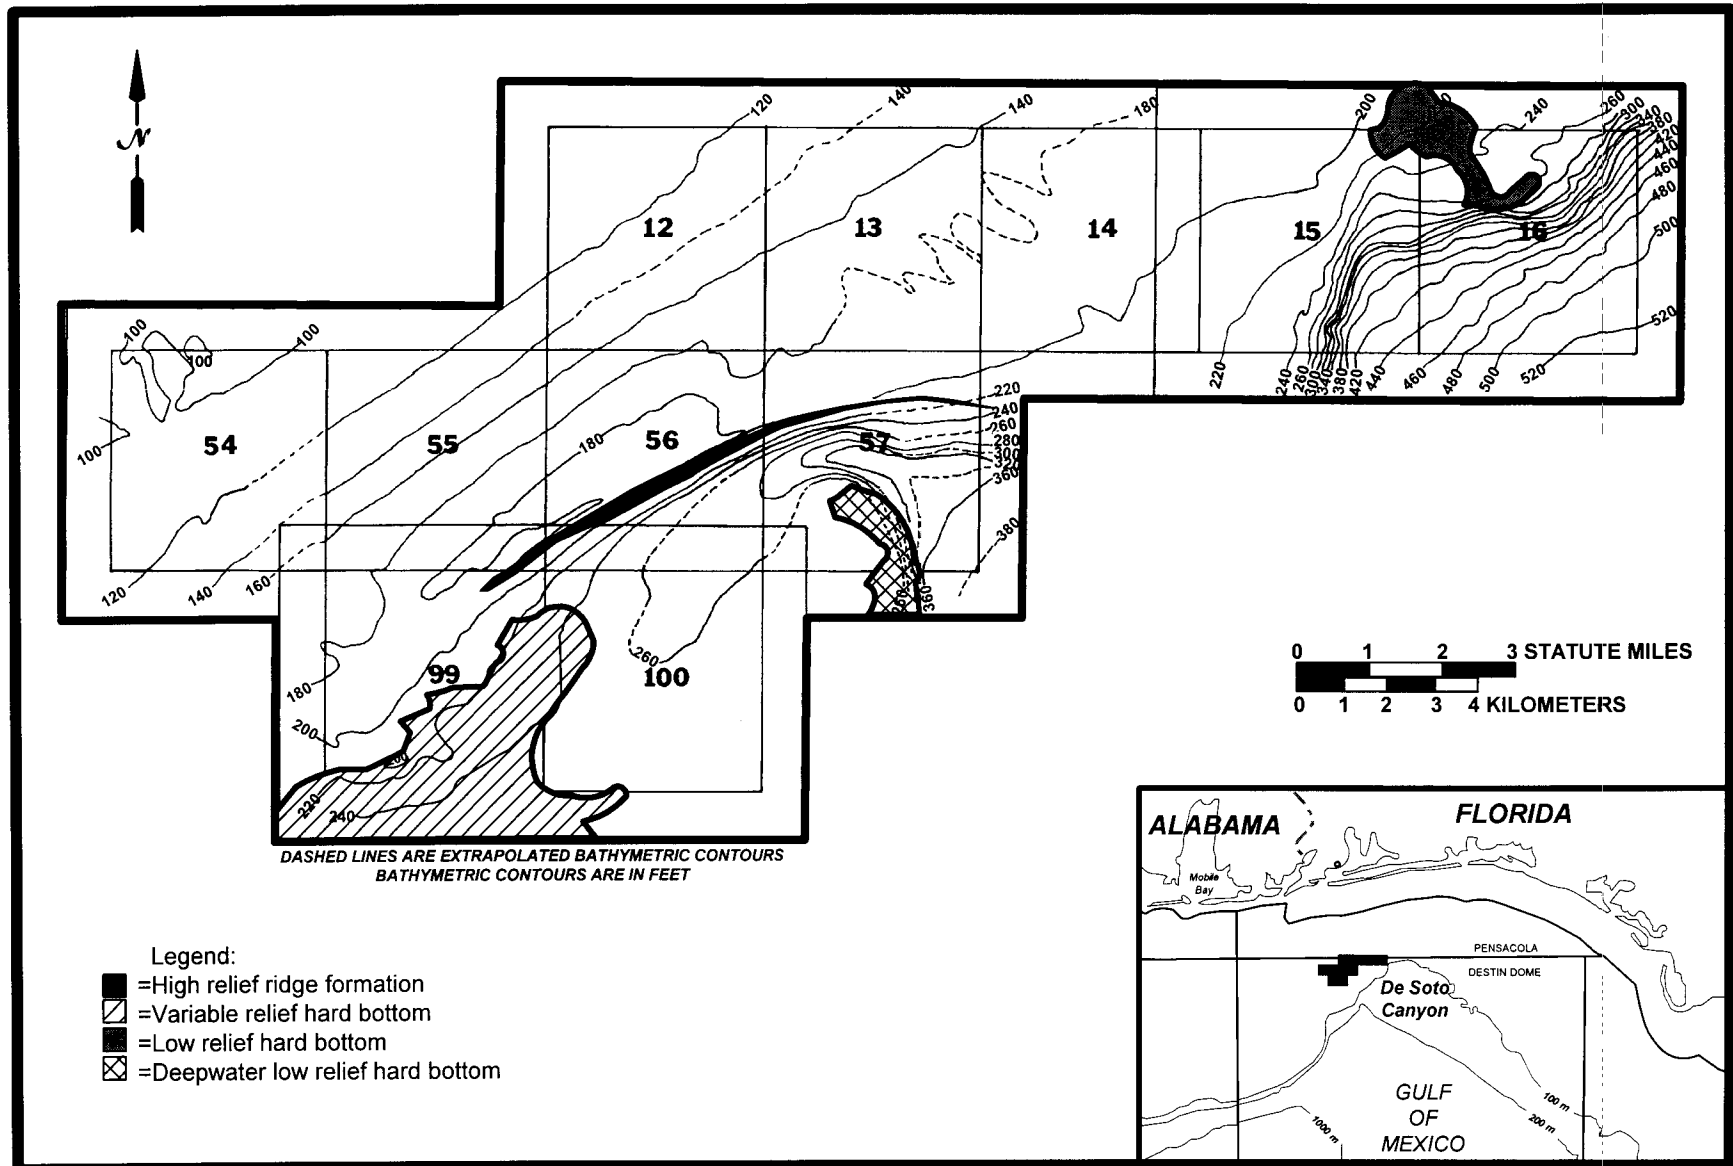 N
120
140
140
180
200
240
260
300
340
380
420
440
460
480
500
520
12
13
14
15
16
100
100
100
100
54
55
56
57
180
220
240
260
280
300
320
360
380
220
240
260
300
340
380
420
440
460
480
500
520
120
140
160
260
360
180
200
99
260
100
200
220
240
DASHED LINES ARE EXTRAPOLATED BATHYMETRIC CONTOURS
BATHYMETRIC CONTOURS ARE IN FEET
0 1 2 3 STATUTE MILES
0 1 2 3 4 KILOMETERS
Legend:
=High relief ridge formation
=Variable relief hard bottom
=Low relief hard bottom
=Deepwater low relief hard bottom
ALABAMA
FLORIDA
Mobile
Bay
PENSACOLA
DESTIN DOME
De Soto
Canyon
GULF
OF
MEXICO
100 m
200 m
1000 m